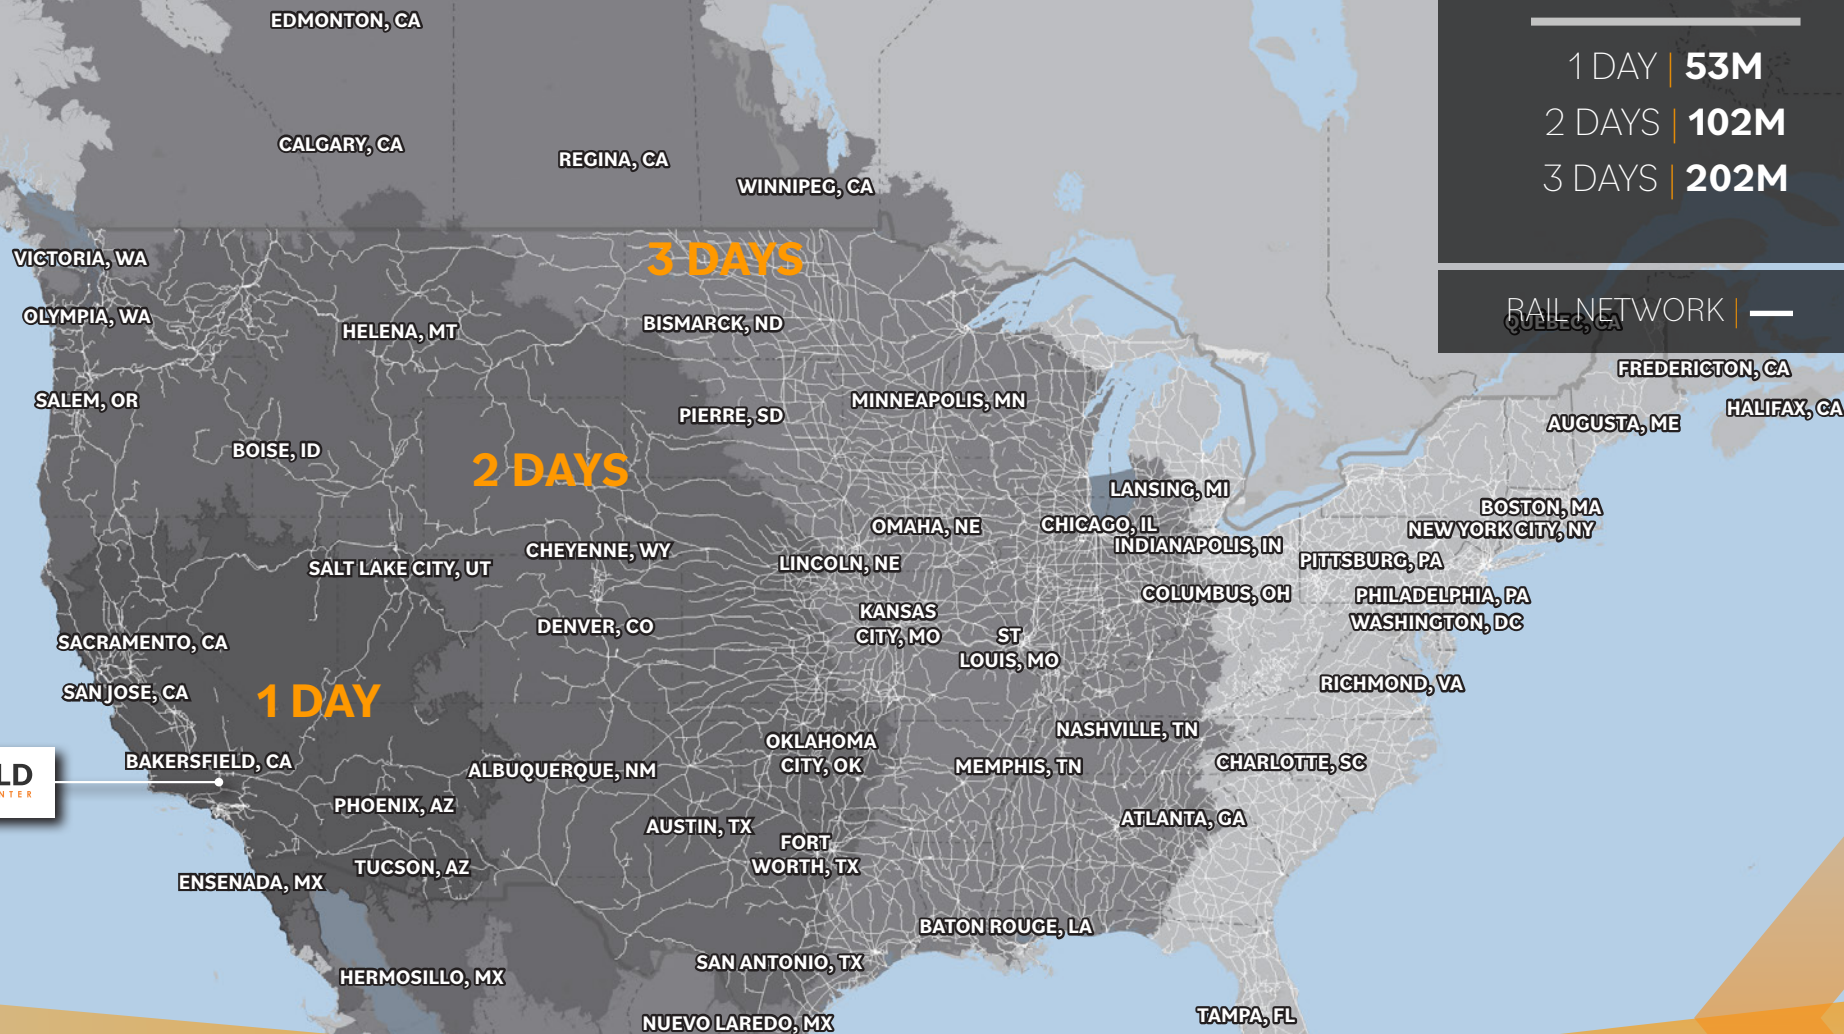 EDMONTON, CA
1 DAY | 53M
2 DAYS | 102M
CALGARY, CA
REGINA, CA
WINNIPEG, CA
3 DAYS | 202M
VICTORIA, WA
3 DAYS
OLYMPIA, WA
HELENA, MT
BISMARCK, ND
RAIL NETWORK |
QUEBEC, CA
FREDERICTON, CA
SALEM, OR
PIERRE, SD
MINNEAPOLIS, MN
HALIFAX, CA
AUGUSTA, ME
BOISE, ID
2 DAYS
LANSING, MI
BOSTON, MA
OMAHA, NE
CHICAGO, IL
NEW YORK CITY, NY
CHEYENNE, WY
INDIANAPOLIS, IN
SALT LAKE CITY, UT
LINCOLN, NE
PITTSBURG, PA
COLUMBUS, OH
PHILADELPHIA, PA
DENVER, CO
KANSAS
CITY, MO
WASHINGTON, DC
SACRAMENTO, CA
ST
LOUIS, MO
SAN JOSE, CA
1 DAY
RICHMOND, VA
NASHVILLE, TN
BAKERSFIELD, CA
OKLAHOMA
CITY, OK
ALBUQUERQUE, NM
MEMPHIS, TN
CHARLOTTE, SC
LD
NTER
PHOENIX, AZ
AUSTIN, TX
ATLANTA, GA
FORT
WORTH, TX
TUCSON, AZ
ENSENADA, MX
BATON ROUGE, LA
SAN ANTONIO, TX
HERMOSILLO, MX
NUEVO LAREDO, MX
TAMPA, FL